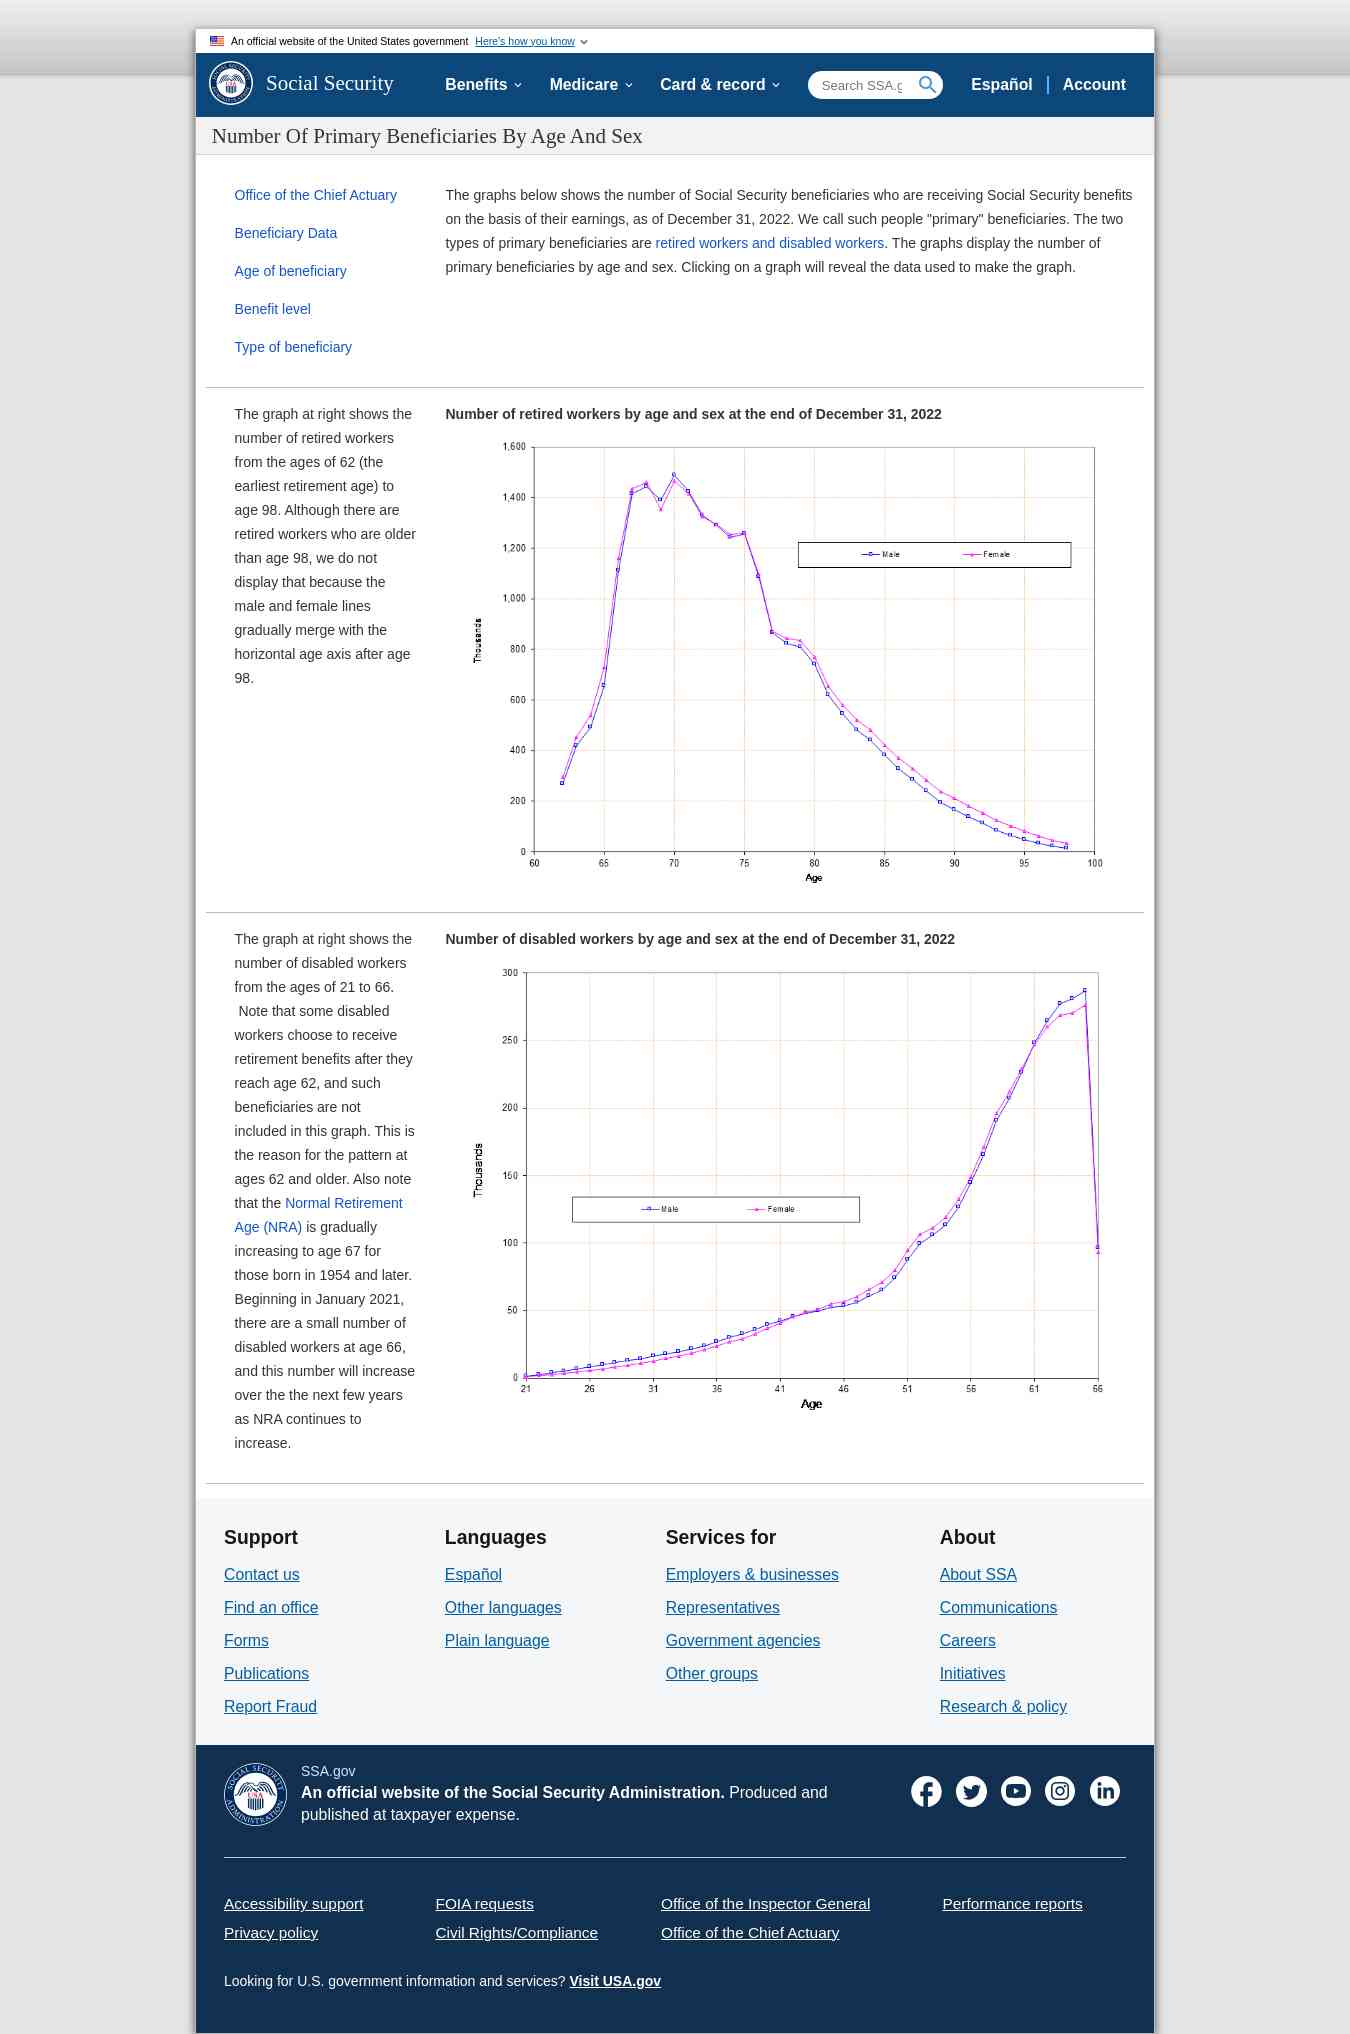 An official website of the United States government Here's how you know
Social Security
Benefits
Medicare
Card & record
Search SSA.g
Español
Account
Number Of Primary Beneficiaries By Age And Sex
Office of the Chief Actuary
Beneficiary Data
Age of beneficiary
Benefit level
Type of beneficiary
The graphs below shows the number of Social Security beneficiaries who are receiving Social Security benefits
on the basis of their earnings, as of December 31, 2022. We call such people "primary" beneficiaries. The two
types of primary beneficiaries are retired workers and disabled workers. The graphs display the number of
primary beneficiaries by age and sex. Clicking on a graph will reveal the data used to make the graph.
The graph at right shows the
number of retired workers
from the ages of 62 (the
earliest retirement age) to
age 98. Although there are
retired workers who are older
than age 98, we do not
display that because the
male and female lines
gradually merge with the
horizontal age axis after age
98.
Number of retired workers by age and sex at the end of December 31, 2022
1,600
1,400
1,200
1,000
800
600
400
200
0
Thousands
Male
Female
60
65
70
75
80
85
90
95
100
Age
The graph at right shows the
number of disabled workers
from the ages of 21 to 66.
Note that some disabled
workers choose to receive
retirement benefits after they
reach age 62, and such
beneficiaries are not
included in this graph. This is
the reason for the pattern at
ages 62 and older. Also note
that the Normal Retirement
Age (NRA) is gradually
increasing to age 67 for
those born in 1954 and later.
Beginning in January 2021,
there are a small number of
disabled workers at age 66,
and this number will increase
over the the next few years
as NRA continues to
increase.
Number of disabled workers by age and sex at the end of December 31, 2022
300
250
200
150
100
50
0
Thousands
Male
Female
21
26
31
36
41
46
51
56
61
66
Age
Support
Contact us
Find an office
Forms
Publications
Report Fraud
Languages
Español
Other languages
Plain language
Services for
Employers & businesses
Representatives
Government agencies
Other groups
About
About SSA
Communications
Careers
Initiatives
Research & policy
SOCIAL SECURITY
USA
ADMINISTRATION
SSA.gov
An official website of the Social Security Administration. Produced and
published at taxpayer expense.
Accessibility support
FOIA requests
Office of the Inspector General
Performance reports
Privacy policy
Civil Rights/Compliance
Office of the Chief Actuary
Looking for U.S. government information and services? Visit USA.gov